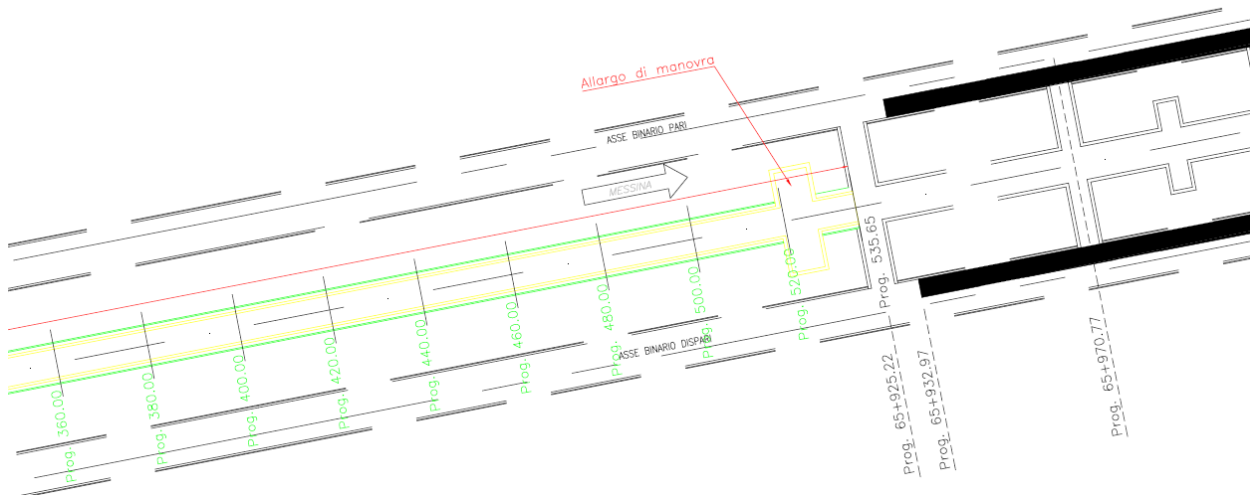 Allargo di manovra
ASSE BINARIO PARI
MESSINA
ASSE BINARIO DISPARI
Prog. 360.00
Prog. 380.00
Prog. 400.00
Prog. 420.00
Prog. 440.00
Prog. 460.00
Prog. 480.00
Prog. 500.00
Prog. 520.00
Prog. 535.65
Prog. 65+925.22
Prog. 65+932.97
Prog. 65+970.77